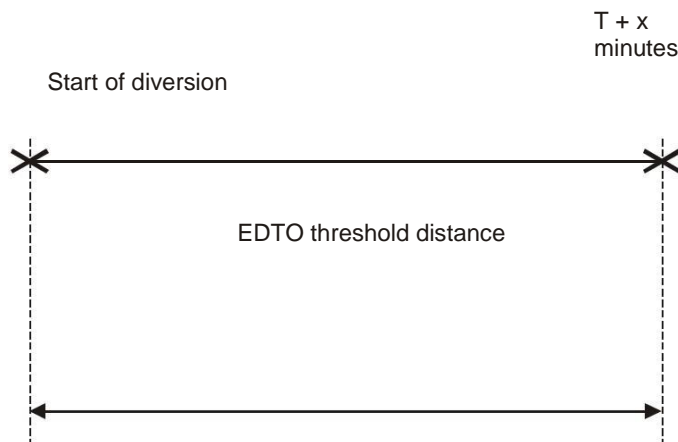 T + x
minutes
Start of diversion
EDTO threshold distance